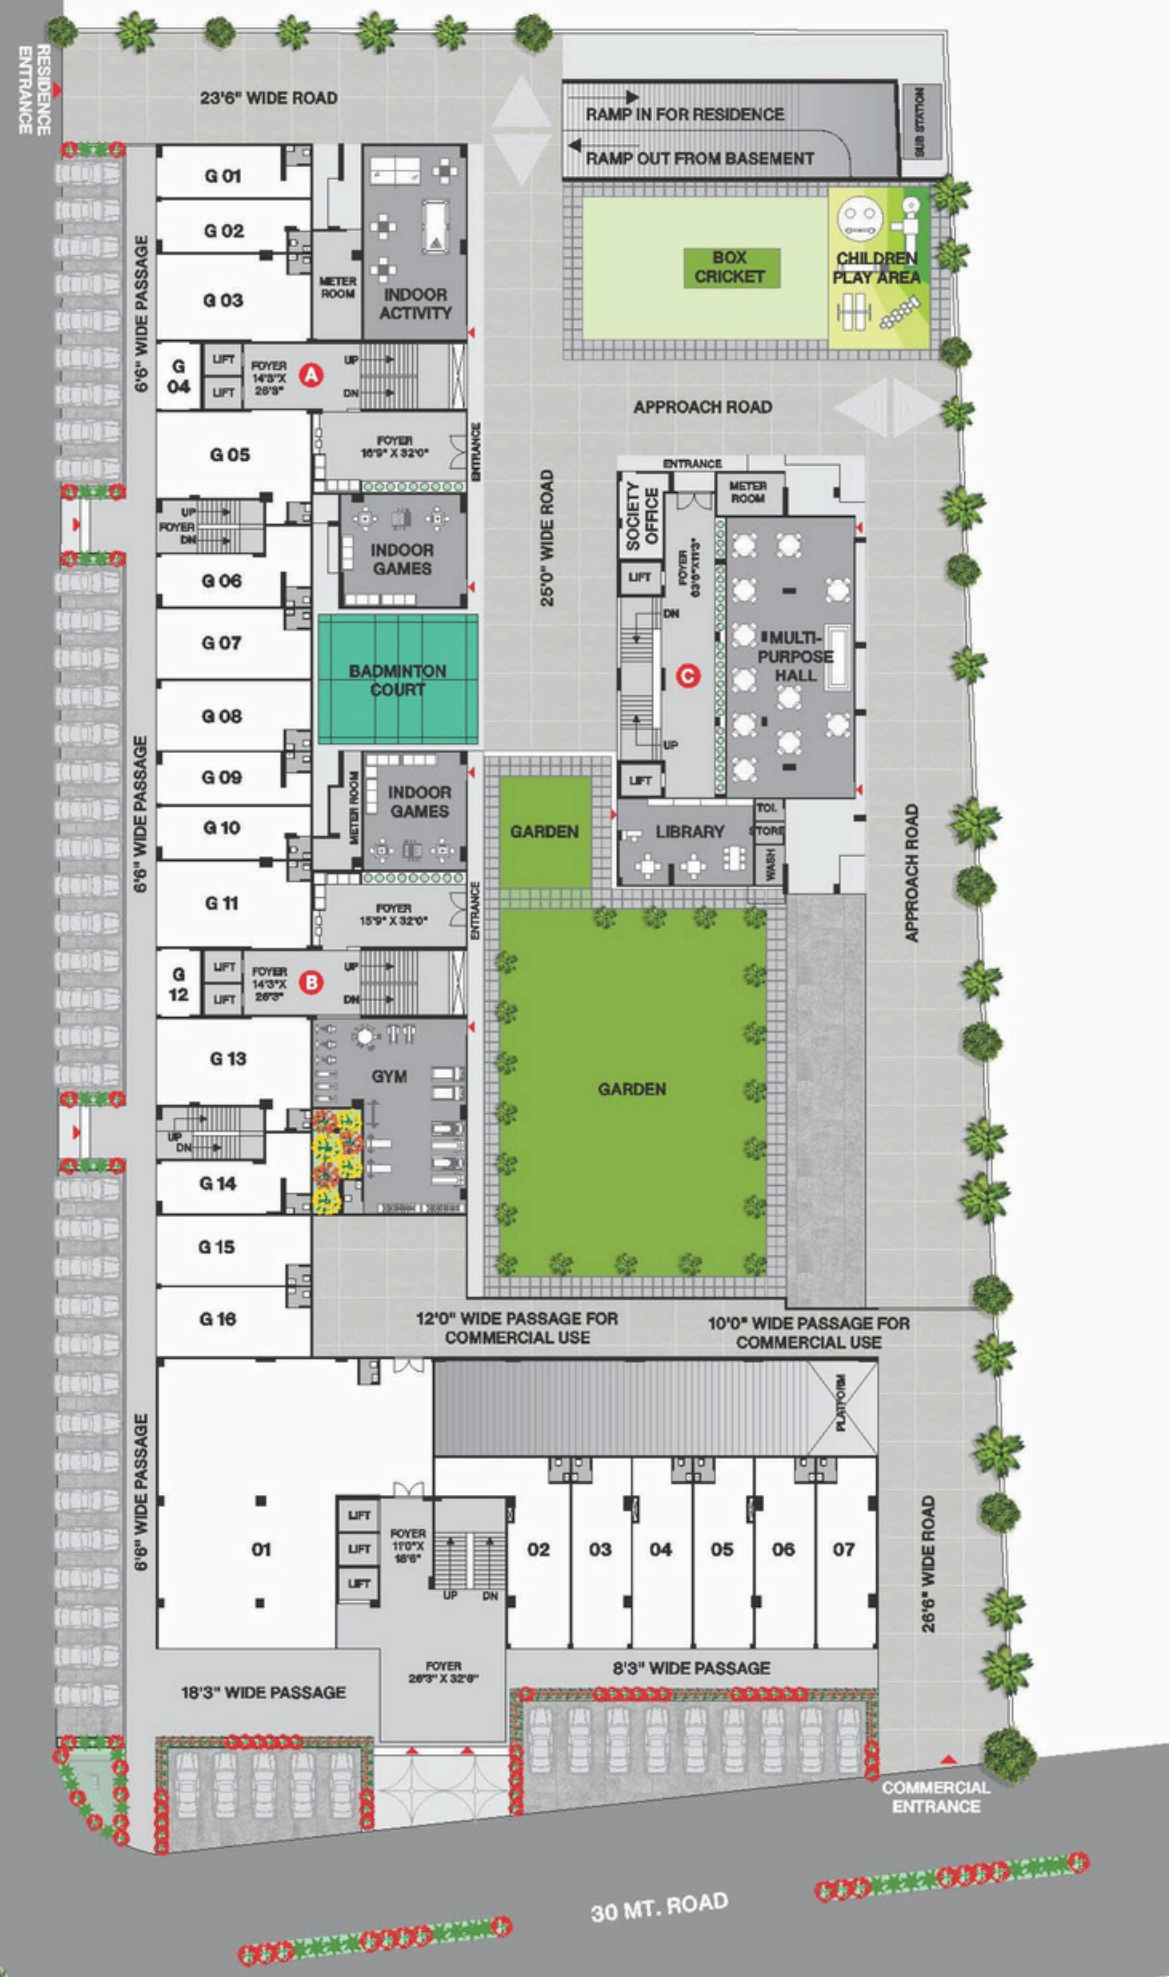 RESIDENCE
ENTRANCE
23'6" WIDE ROAD
RAMP IN FOR RESIDENCE
RAMP OUT FROM BASEMENT
SUB STATION
G 01
G 02
G 03
METER
ROOM
INDOOR
ACTIVITY
6'6" WIDE PASSAGE
BOX
CRICKET
CHILDREN
PLAY AREA
G
04
LIFT
LIFT
FOYER
14'3"X
26'3"
A
UP
DN
APPROACH ROAD
G 05
FOYER
16'9" X 32'0"
ENTRANCE
ENTRANCE
SOCIETY
OFFICE
METER
ROOM
UP
FOYER
DN
INDOOR
GAMES
25'0" WIDE ROAD
LIFT
FOYER
63'6"X11'3"
G 06
G 07
BADMINTON
COURT
DN
C
UP
LIFT
MULTI-
PURPOSE
HALL
G 08
G 09
G 10
6'6" WIDE PASSAGE
METER ROOM
INDOOR
GAMES
GARDEN
LIBRARY
TOI.
STORE
WASH
APPROACH ROAD
G 11
FOYER
15'9" X 32'0"
ENTRANCE
G
12
LIFT
LIFT
FOYER
14'3"X
26'3"
B
UP
DN
G 13
GYM
GARDEN
UP
DN
G 14
G 15
G 16
12'0" WIDE PASSAGE FOR
COMMERCIAL USE
10'0" WIDE PASSAGE FOR
COMMERCIAL USE
PLATFORM
6'6" WIDE PASSAGE
01
LIFT
LIFT
LIFT
FOYER
11'0"X
18'6"
UP
DN
02
03
04
05
06
07
26'6" WIDE ROAD
FOYER
26'3" X 32'6"
8'3" WIDE PASSAGE
18'3" WIDE PASSAGE
COMMERCIAL
ENTRANCE
30 MT. ROAD